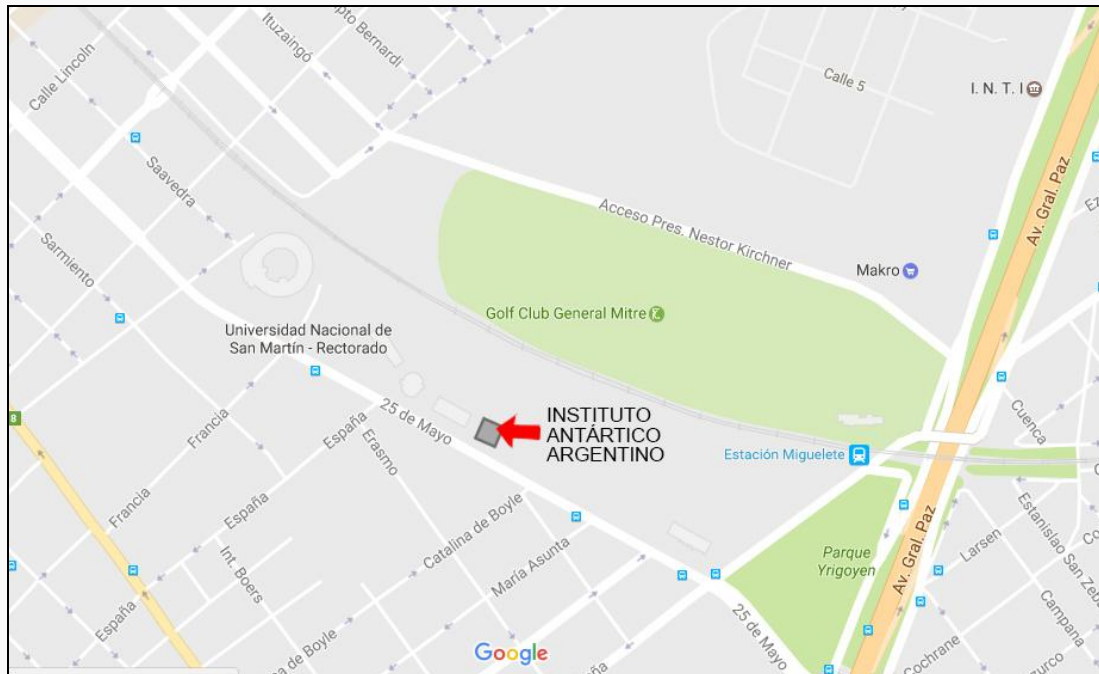 Calle Lincoln
Ituzaingó
pto Bernardi
Calle 5
I. N. T. I
Av. Gral. Paz
Saavedra
Sarmiento
Acceso Pres. Nestor Kirchner
Makro
Golf Club General Mitre
Universidad Nacional de
San Martín - Rectorado
25 de Mayo
INSTITUTO
ANTÁRTICO
ARGENTINO
Estación Miguelete
8
Francia
España
Erasmo
Cuenca
Francia
España
Int. Boers
Catalina de Boyle
María Asunta
Parque
Yrigoyen
Av. Gral. Paz
Larsen
Estanislao San Zeba
España
na de Boyle
Google
25 de Mayo
Cochrane
Campana